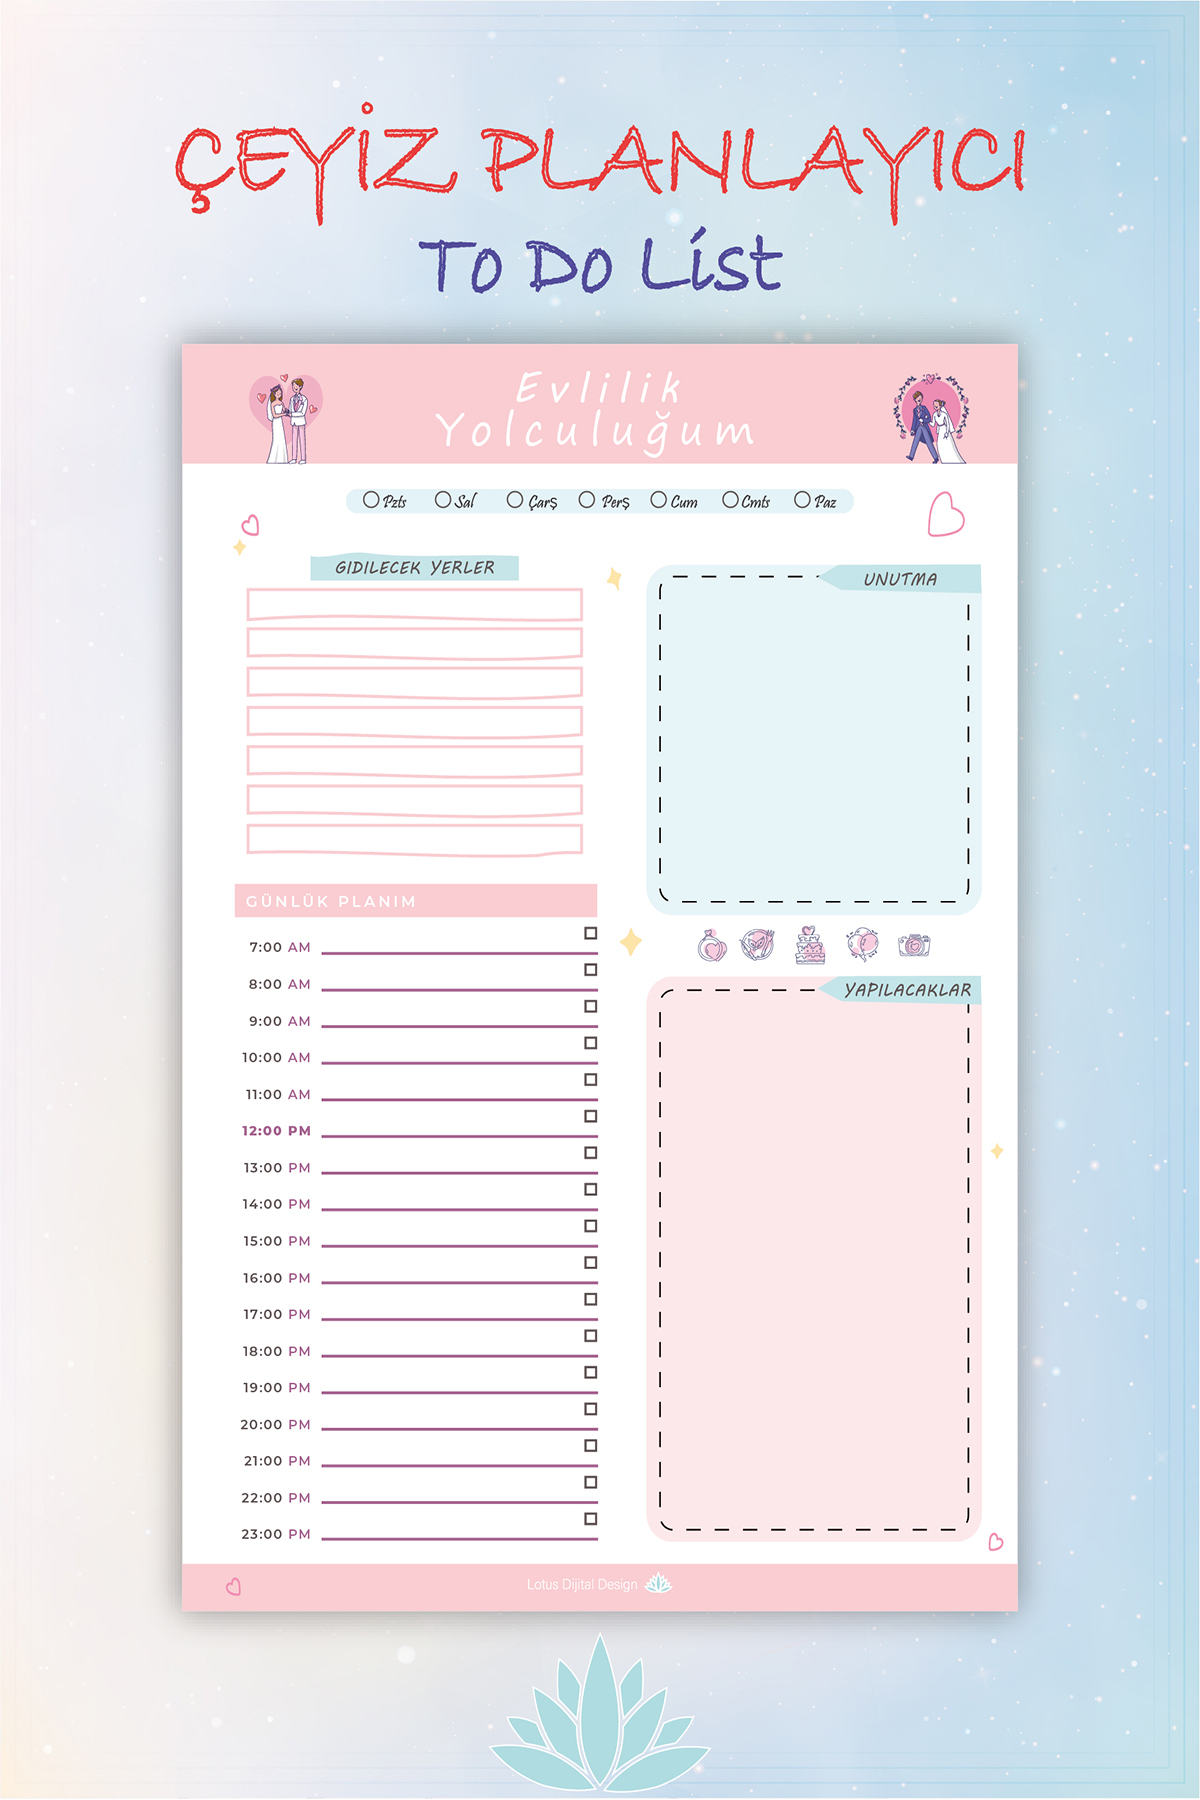 ÇEYİZ PLANLAYICI
To Do List
Evlilik
Yolculuğum
Pzts Sal Çarş Perş Cum Cmts Paz
GIDILECEK YERLER
UNUTMA
GÜNLÜK PLANIM
7:00 AM
8:00 AM
9:00 AM
10:00 AM
11:00 AM
12:00 PM
13:00 PM
14:00 PM
15:00 PM
16:00 PM
17:00 PM
18:00 PM
19:00 PM
20:00 PM
21:00 PM
22:00 PM
23:00 PM
YAPILACAKLAR
Lotus Dijital Design